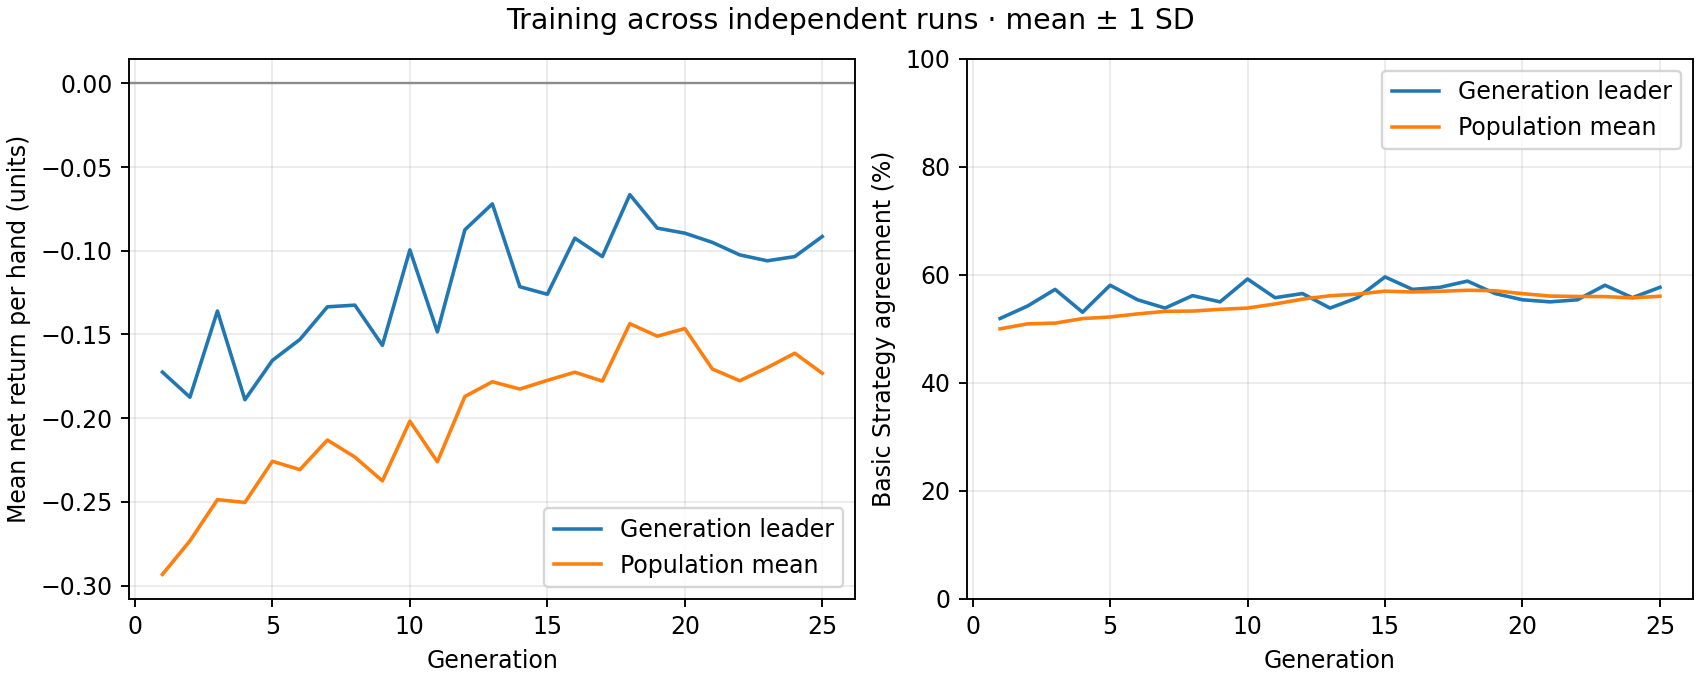 Training across independent runs · mean ± 1 SD
Mean net return per hand (units)
0.00
−0.05
−0.10
−0.15
−0.20
−0.25
−0.30
0
5
10
15
20
25
Generation
Generation leader
Population mean
Basic Strategy agreement (%)
100
80
60
40
20
0
0
5
10
15
20
25
Generation
Generation leader
Population mean